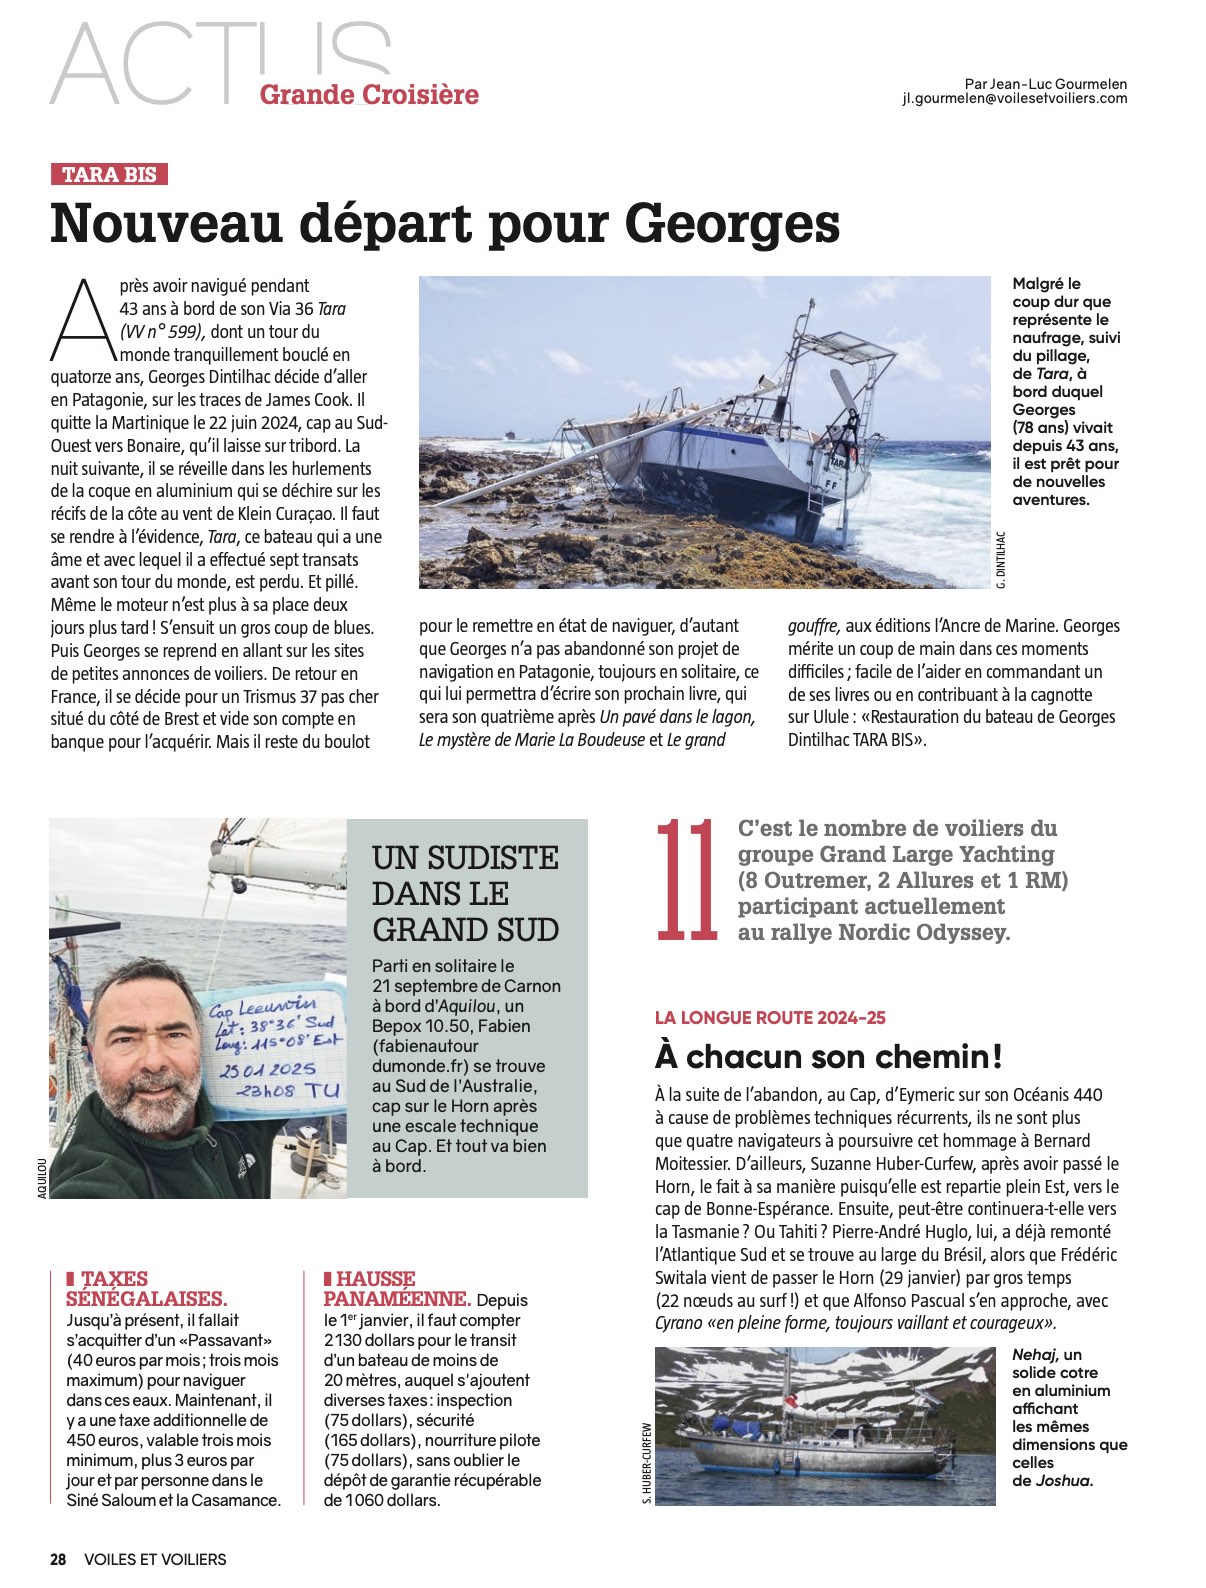 ACTUS
Grande Croisière
Par Jean-Luc Gourmelen
jl.gourmelen@voilesetvoiliers.com
TARA BIS
Nouveau départ pour Georges
Après avoir navigué pendant
43 ans à bord de son Via 36 Tara
(VV n° 599), dont un tour du
monde tranquillement bouclé en
quatorze ans, Georges Dintilhac décide d’aller
en Patagonie, sur les traces de James Cook. Il
quitte la Martinique le 22 juin 2024, cap au Sud-
Ouest vers Bonaire, qu’il laisse sur tribord. La
nuit suivante, il se réveille dans les hurlements
de la coque en aluminium qui se déchire sur les
récifs de la côte au vent de Klein Curaçao. Il faut
se rendre à l’évidence, Tara, ce bateau qui a une
âme et avec lequel il a effectué sept transats
avant son tour du monde, est perdu. Et pillé.
Même le moteur n’est plus à sa place deux
jours plus tard ! S’ensuit un gros coup de blues.
Puis Georges se reprend en allant sur les sites
de petites annonces de voiliers. De retour en
France, il se décide pour un Trismus 37 pas cher
situé du côté de Brest et vide son compte en
banque pour l’acquérir. Mais il reste du boulot
TARA
F F
G. DINTILHAC
Malgré le
coup dur que
représente le
naufrage, suivi
du pillage,
de Tara, à
bord duquel
Georges
(78 ans) vivait
depuis 43 ans,
il est prêt pour
de nouvelles
aventures.
pour le remettre en état de naviguer, d’autant
que Georges n’a pas abandonné son projet de
navigation en Patagonie, toujours en solitaire, ce
qui lui permettra d’écrire son prochain livre, qui
sera son quatrième après Un pavé dans le lagon,
Le mystère de Marie La Boudeuse et Le grand
gouffre, aux éditions l’Ancre de Marine. Georges
mérite un coup de main dans ces moments
difficiles ; facile de l’aider en commandant un
de ses livres ou en contribuant à la cagnotte
sur Ulule : «Restauration du bateau de Georges
Dintilhac TARA BIS».
Cap Leeuwin
Lat : 38°36' Sud
Long : 115°08' Est
25 01 2025
23h08 TU
AQUILOU
UN SUDISTE
DANS LE
GRAND SUD
Parti en solitaire le
21 septembre de Carnon
à bord d’Aquilou, un
Bepox 10.50, Fabien
(fabienautour
dumonde.fr) se trouve
au Sud de l’Australie,
cap sur le Horn après
une escale technique
au Cap. Et tout va bien
à bord.
11
C’est le nombre de voiliers du
groupe Grand Large Yachting
(8 Outremer, 2 Allures et 1 RM)
participant actuellement
au rallye Nordic Odyssey.
LA LONGUE ROUTE 2024-25
À chacun son chemin !
À la suite de l’abandon, au Cap, d’Eymeric sur son Océanis 440
à cause de problèmes techniques récurrents, ils ne sont plus
que quatre navigateurs à poursuivre cet hommage à Bernard
Moitessier. D’ailleurs, Suzanne Huber-Curfew, après avoir passé le
Horn, le fait à sa manière puisqu’elle est repartie plein Est, vers le
cap de Bonne-Espérance. Ensuite, peut-être continuera-t-elle vers
la Tasmanie ? Ou Tahiti ? Pierre-André Huglo, lui, a déjà remonté
l’Atlantique Sud et se trouve au large du Brésil, alors que Frédéric
Switala vient de passer le Horn (29 janvier) par gros temps
(22 nœuds au surf !) et que Alfonso Pascual s’en approche, avec
Cyrano «en pleine forme, toujours vaillant et courageux».
S. HUBER-CURFEW
Nehaj, un
solide cotre
en aluminium
affichant
les mêmes
dimensions que
celles
de Joshua.
TAXES
SÉNÉGALAISES.
Jusqu’à présent, il fallait
s’acquitter d’un «Passavant»
(40 euros par mois ; trois mois
maximum) pour naviguer
dans ces eaux. Maintenant, il
y a une taxe additionnelle de
450 euros, valable trois mois
minimum, plus 3 euros par
jour et par personne dans le
Siné Saloum et la Casamance.
HAUSSE
PANAMÉENNE. Depuis
le 1er janvier, il faut compter
2 130 dollars pour le transit
d’un bateau de moins de
20 mètres, auquel s’ajoutent
diverses taxes : inspection
(75 dollars), sécurité
(165 dollars), nourriture pilote
(75 dollars), sans oublier le
dépôt de garantie récupérable
de 1 060 dollars.
28 VOILES ET VOILIERS